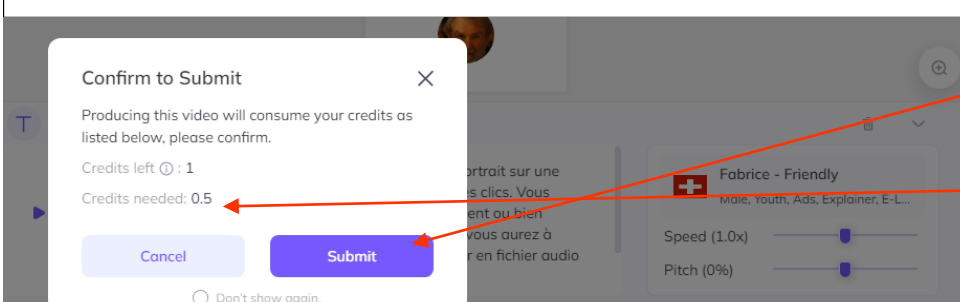 Confirm to Submit
Producing this video will consume your credits as
listed below, please confirm.
Credits left : 1
Credits needed: 0.5
Cancel
Submit
Don't show again.
T
portrait sur une
clics. Vous
ent ou bien
vous aurez à
r en fichier audio
Fabrice - Friendly
Male, Youth, Ads, Explainer, E-L...
Speed (1.0x)
Pitch (0%)